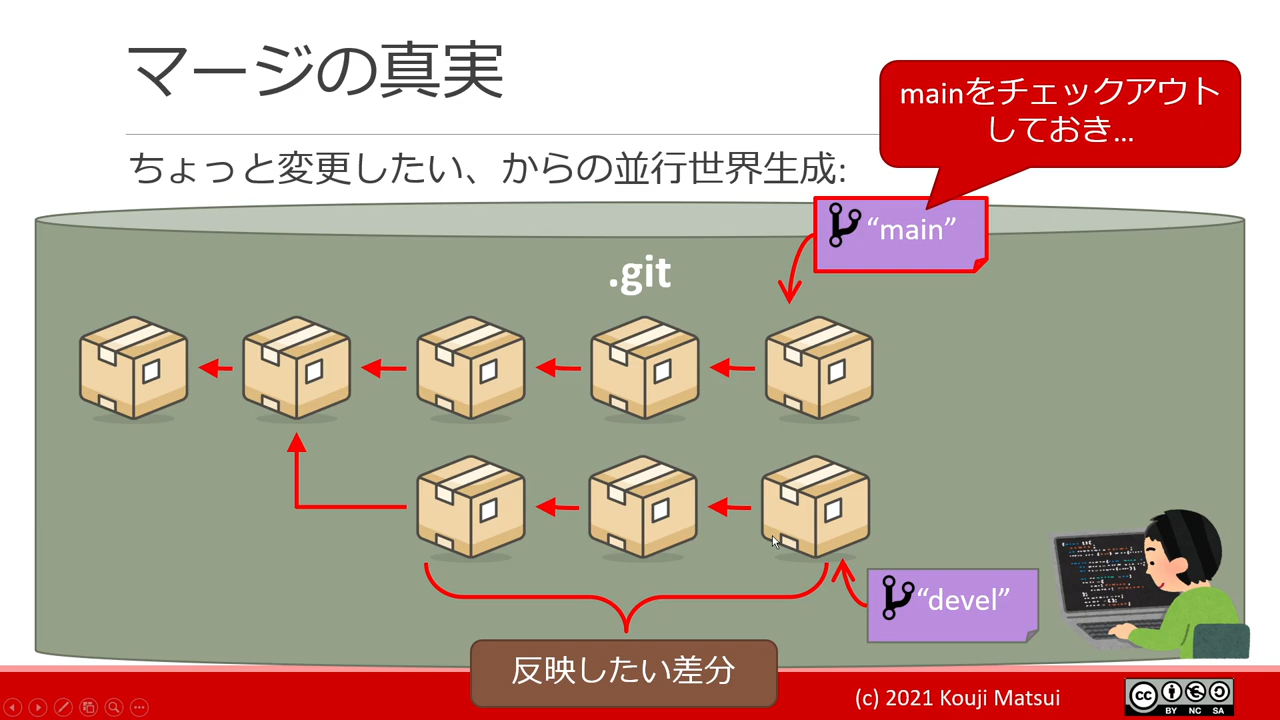 マージの真実
mainをチェックアウト
しておき…
ちょっと変更したい、からの並行世界生成:
“main”
.git
“devel”
反映したい差分
(c) 2021 Kouji Matsui
cc
BY NC SA